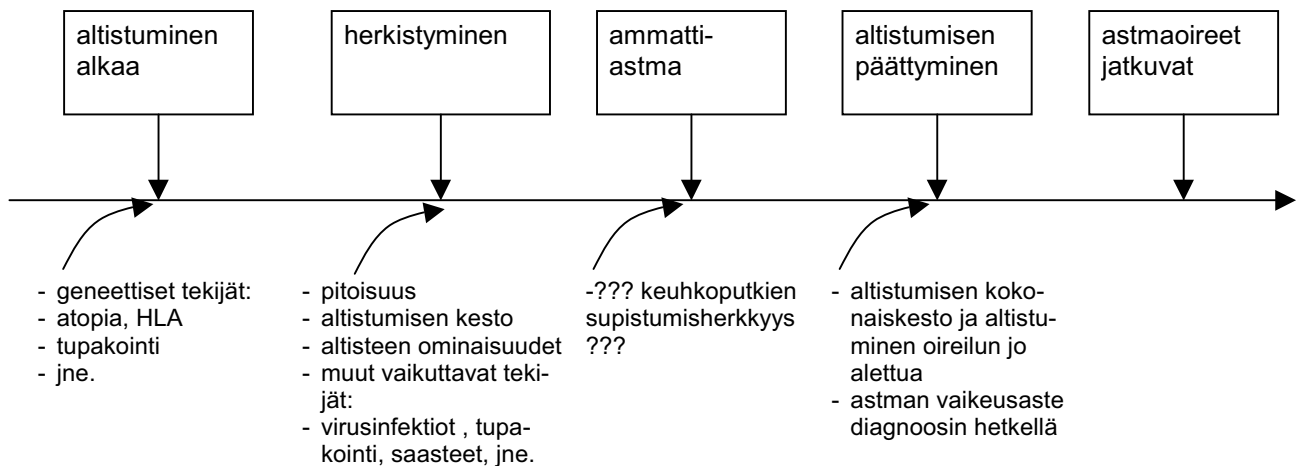 altistuminen
alkaa
herkistyminen
ammatti-
astma
altistumisen
päättyminen
astmaoireet
jatkuvat
- geneettiset tekijät:
- atopia, HLA
- tupakointi
- jne.
- pitoisuus
- altistumisen kesto
- altisteen ominaisuudet
- muut vaikuttavat teki-
jät:
- virusinfektiot , tupa-
kointi, saasteet, jne.
-??? keuhkoputkien
supistumisherkkyys
???
- altistumisen koko-
naiskesto ja altistu-
minen oireilun jo
alettua
- astman vaikeusaste
diagnoosin hetkellä